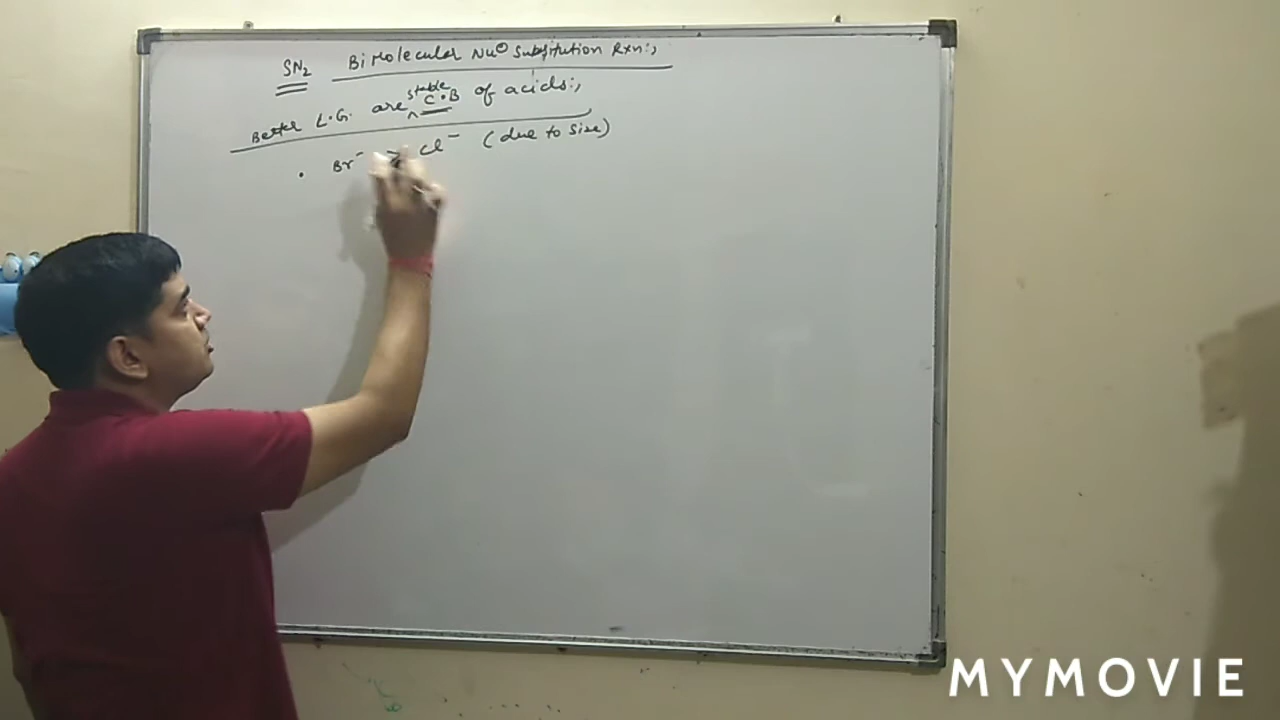 SN2 BiMolecular Nu⊖ Substitution Rxn:,
Better L.G. are ^ stable C.B of acids:,
. Br⁻ > Cl⁻ (due to size)
MYMOVIE